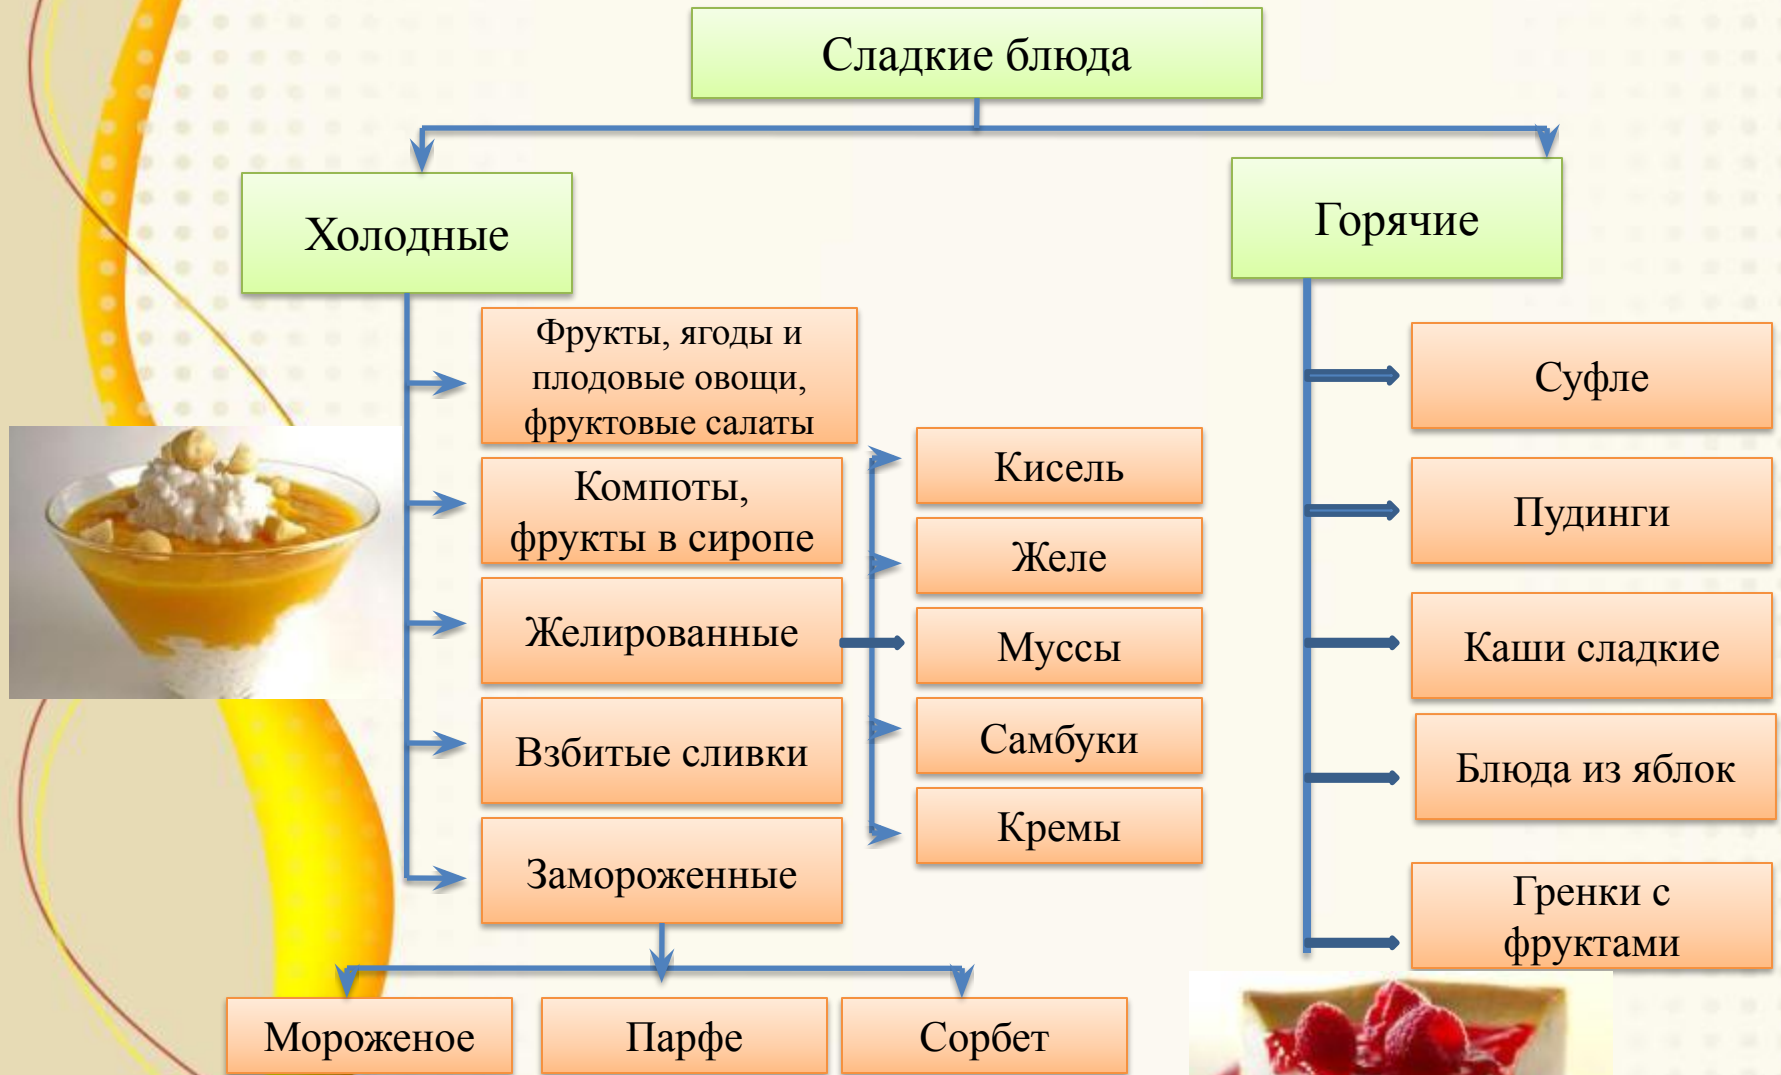 Сладкие блюда
Холодные
Горячие
Фрукты, ягоды и
плодовые овощи,
фруктовые салаты
Компоты,
фрукты в сиропе
Желированные
Взбитые сливки
Замороженные
Кисель
Желе
Муссы
Самбуки
Кремы
Мороженое
Парфе
Сорбет
Суфле
Пудинги
Каши сладкие
Блюда из яблок
Гренки с
фруктами